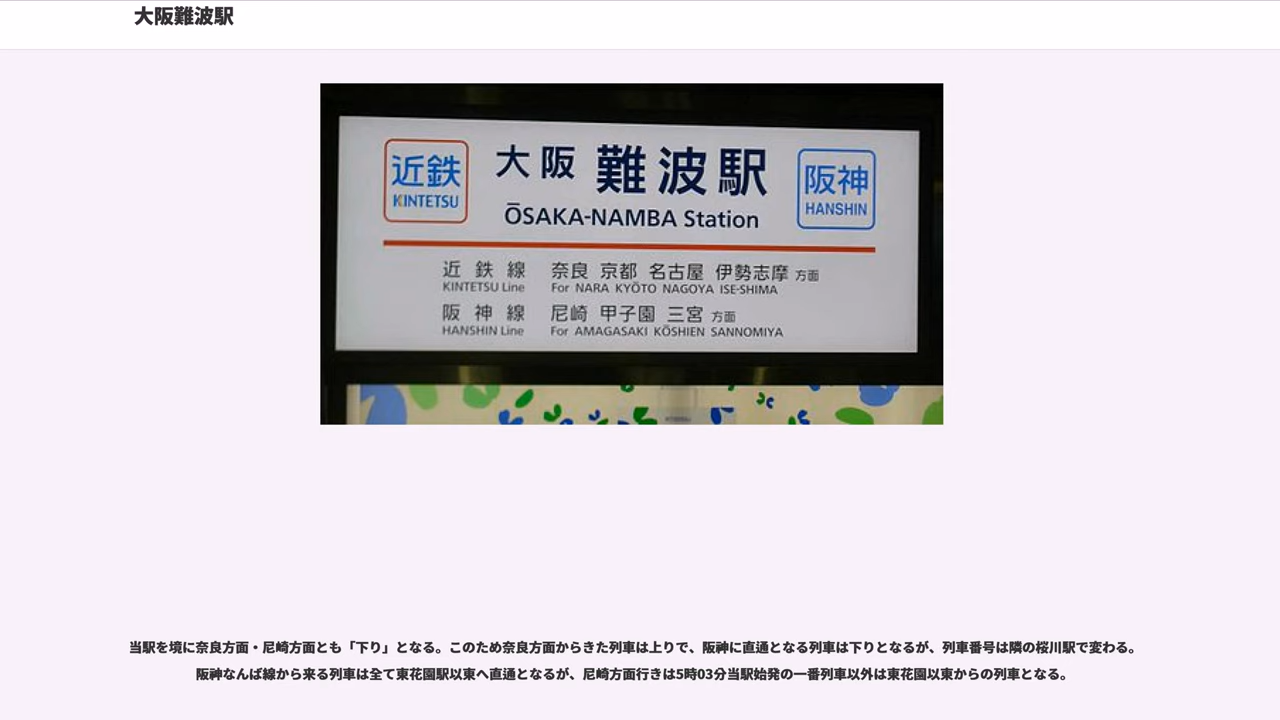 大阪難波駅
近鉄
KINTETSU
大阪 難波駅
ŌSAKA-NAMBA Station
阪神
HANSHIN
近鉄線 奈良 京都 名古屋 伊勢志摩 方面
KINTETSU Line For NARA KYŌTO NAGOYA ISE-SHIMA
阪神線 尼崎 甲子園 三宮 方面
HANSHIN Line For AMAGASAKI KŌSHIEN SANNOMIYA
当駅を境に奈良方面・尼崎方面とも「下り」となる。このため奈良方面からきた列車は上りで、阪神に直通となる列車は下りとなるが、列車番号は隣の桜川駅で変わる。
阪神なんば線から来る列車は全て東花園駅以東へ直通となるが、尼崎方面行きは5時03分当駅始発の一番列車以外は東花園以東からの列車となる。